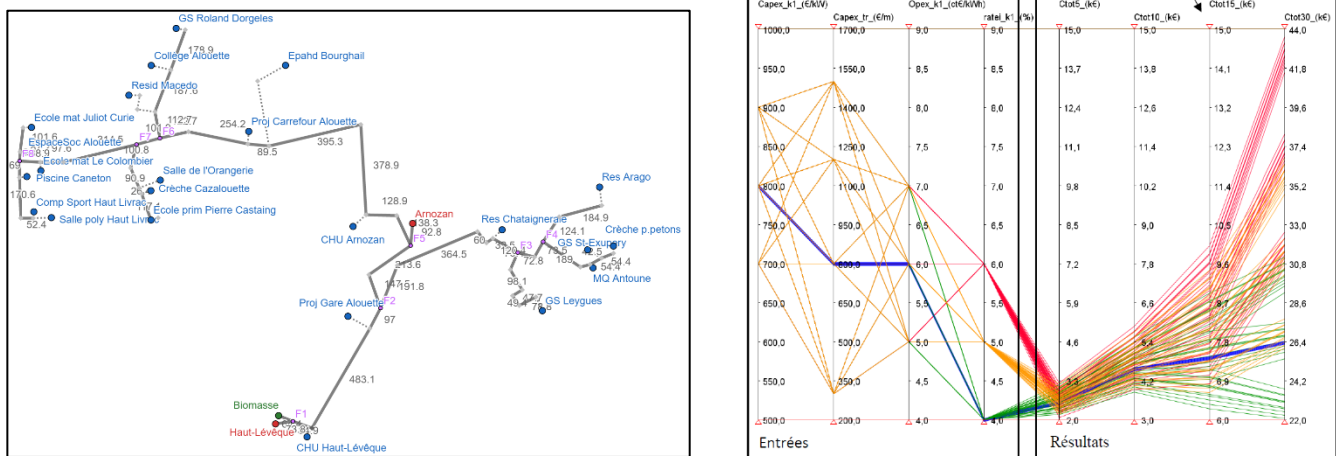 GS Roland Dorgeles
178.9
Collège Alouette
187.6
Epahd Bourghail
Resid Macedo
Ecole mat Juliot Curie
112.7
F7
F6
254.2
Proj Carrefour Alouette
101.6
EspaceSoc Alouette
100.8
89.5
395.3
F8
Ecole mat Le Colombier
Piscine Caneton
90.9
Salle de l'Orangerie
Crèche Cazalouette
378.9
170.6
Comp Sport Haut Livrac
52.4
Ecole prim Pierre Castaing
128.9
Res Arago
184.9
CHU Arnozan
Arnozan
38.3
92.8
F5
Res Chataigneraie
60
124.1
F4
Crèche p.petons
F3
GS St-Exupery
364.5
213.6
72.8
189
54.4
54.4
MQ Antoune
151.8
98.1
Proj Gare Alouette
F2
97
GS Leygues
483.1
Biomasse
F1
Haut-Lévêque
CHU Haut-Lévêque
Capex_k1_(€/kW)
Capex_tr_(€/m)
Opex_k1_(ct€/kWh)
ratei_k1_(%)
Ctot5_(k€)
Ctot10_(k€)
Ctot15_(k€)
Ctot30_(k€)
1000,0 1700,0 9,0 9,0 15,0 15,0 15,0 44,0
950,0 1550,0 8,5 8,5 13,7 13,8 14,1 41,8
900,0 1400,0 8,0 8,0 12,4 12,6 13,2 39,6
850,0 1250,0 7,5 7,5 11,1 11,4 12,3 37,4
800,0 1100,0 7,0 7,0 9,8 10,2 11,4 35,2
750,0 6,5 6,5 8,5 9,0 33,0
700,0 800,0 6,0 6,0 7,2 7,8 9,6 30,8
650,0 650,0 5,5 5,5 5,9 6,6 8,7 28,6
600,0 500,0 5,0 5,0 4,6 5,4 7,8 26,4
550,0 350,0 4,5 4,5 3,3 4,2 6,9 24,2
500,0 200,0 4,0 4,0 2,0 3,0 6,0 22,0
Entrées
Résultats